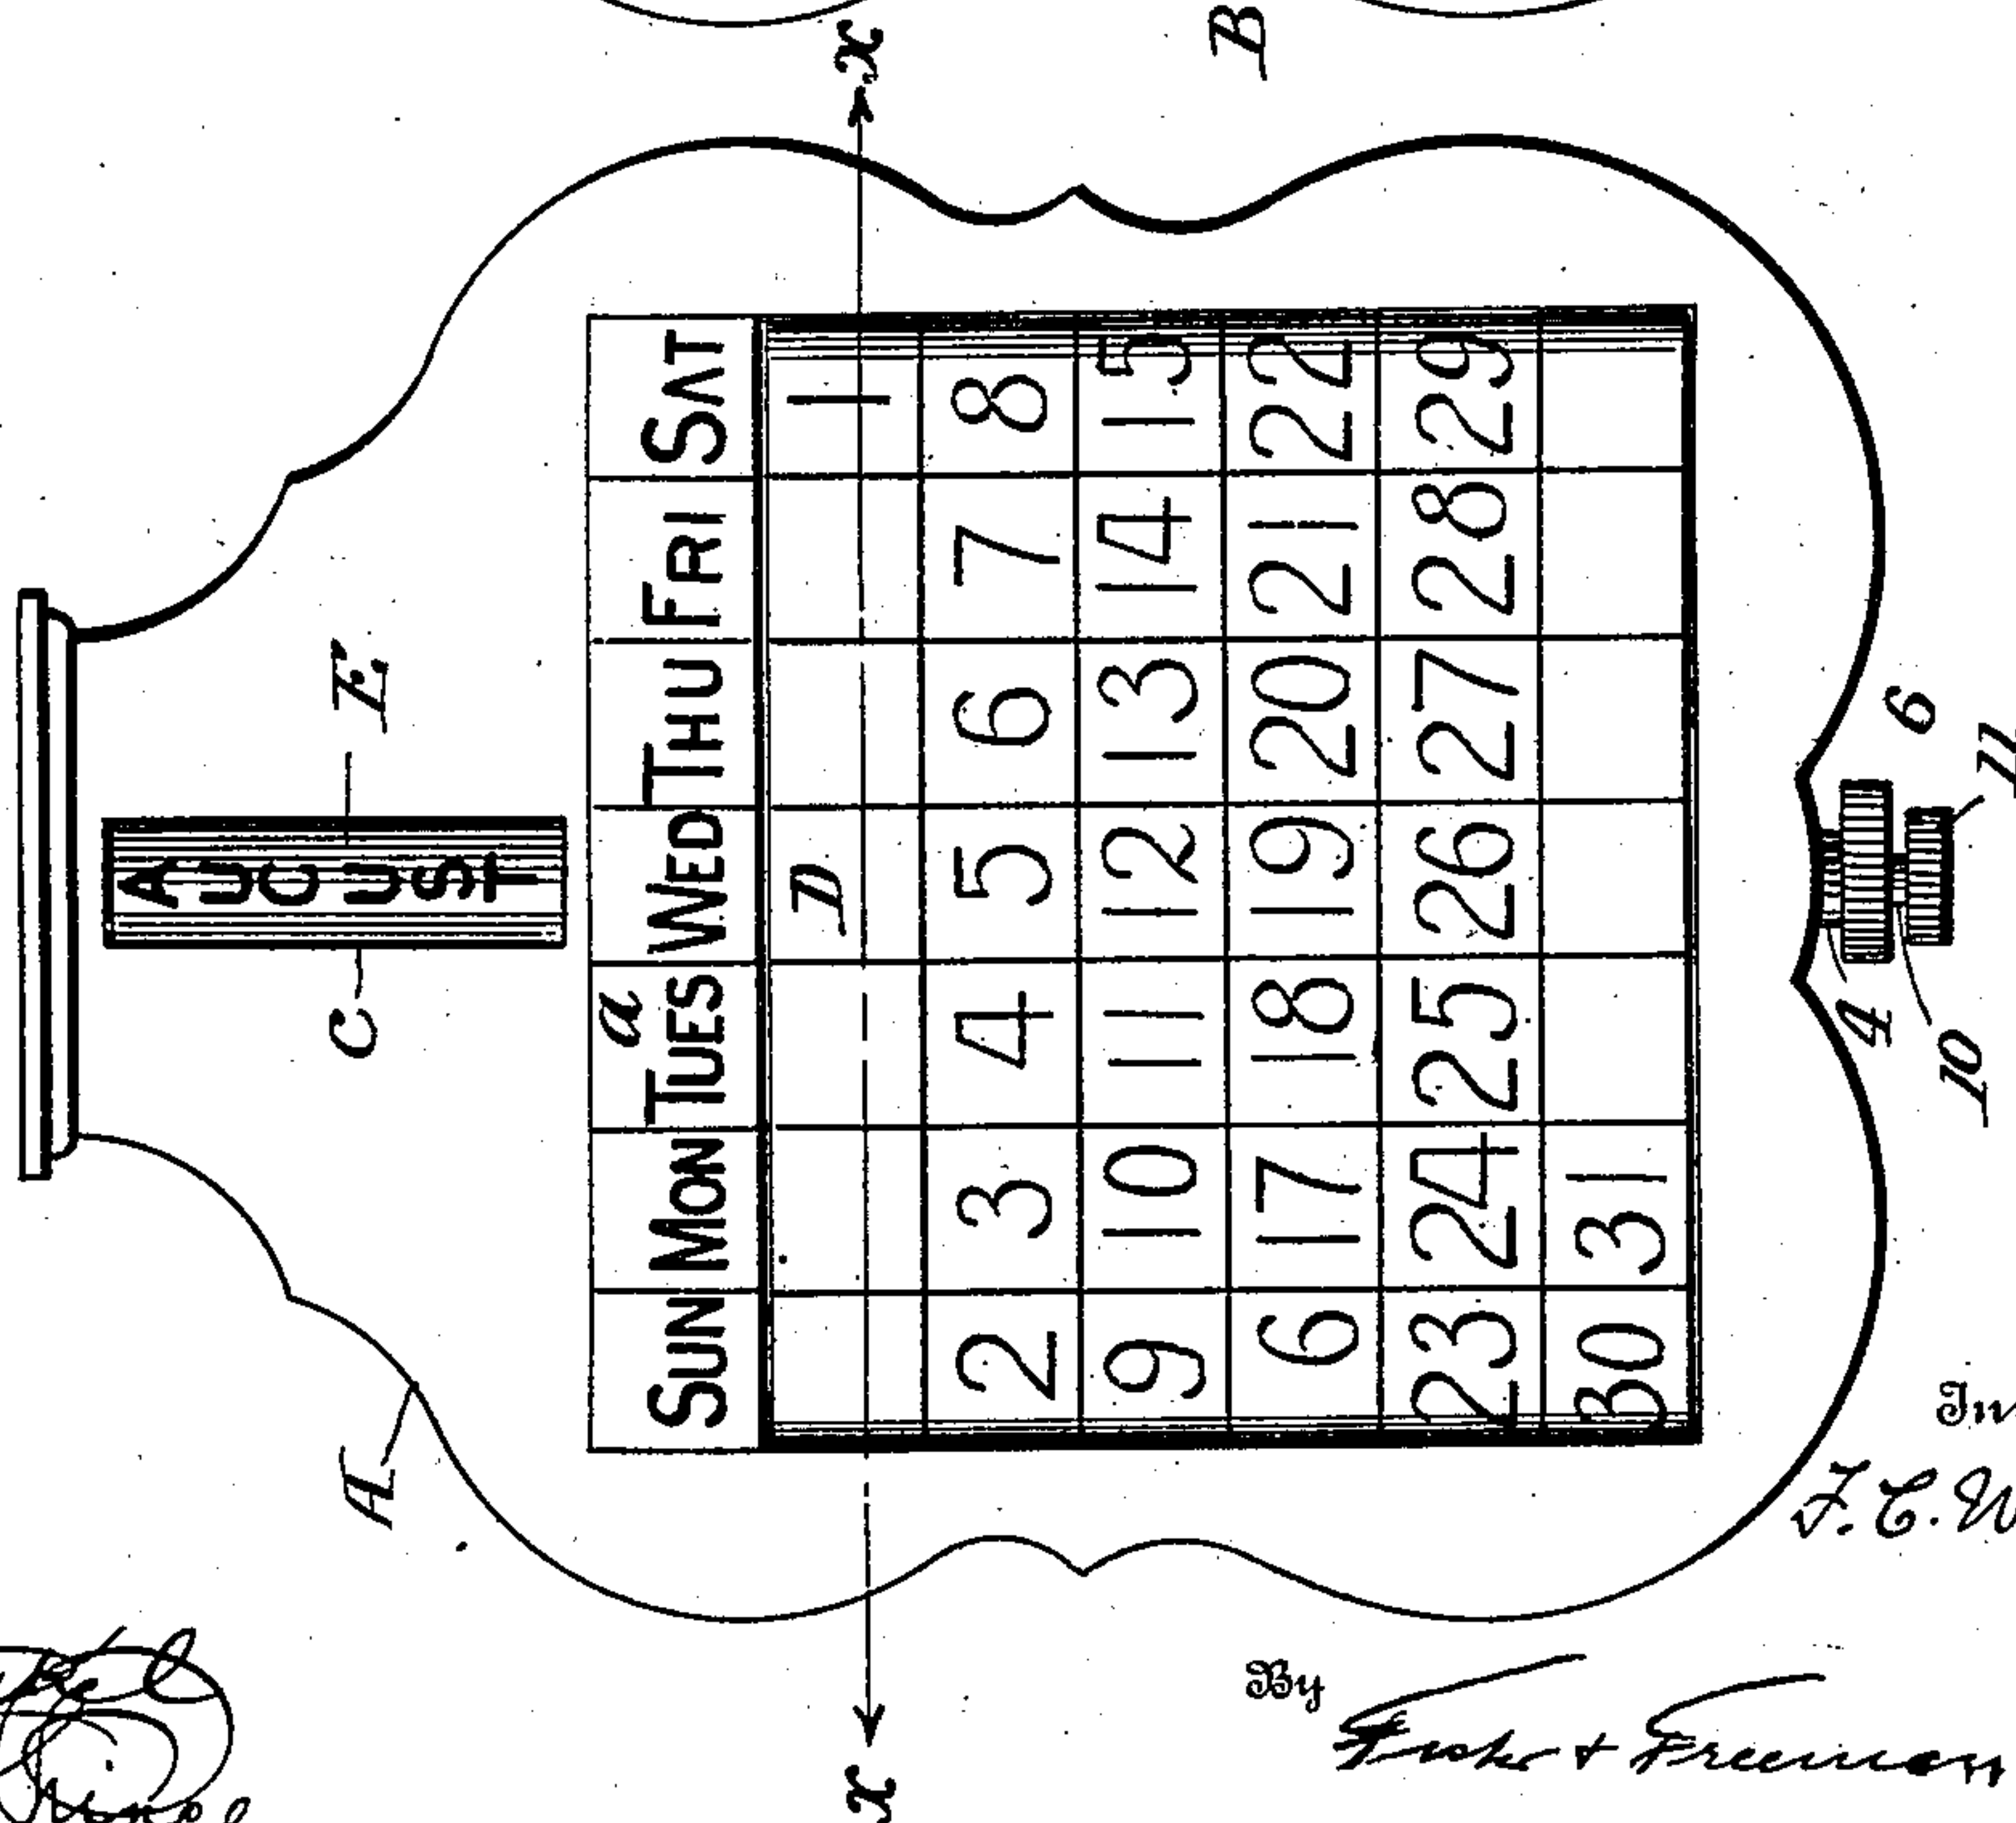 B
x
E.
AUGUST
C
a
SUN MON TUES WED THU FRI SAT
D 1
2 3 4 5 6 7 8
9 10 11 12 13 14 15
6 17 18 19 20 21 22
23 24 25 26 27 28 29
30 31
A
6
11
4
10
x
By